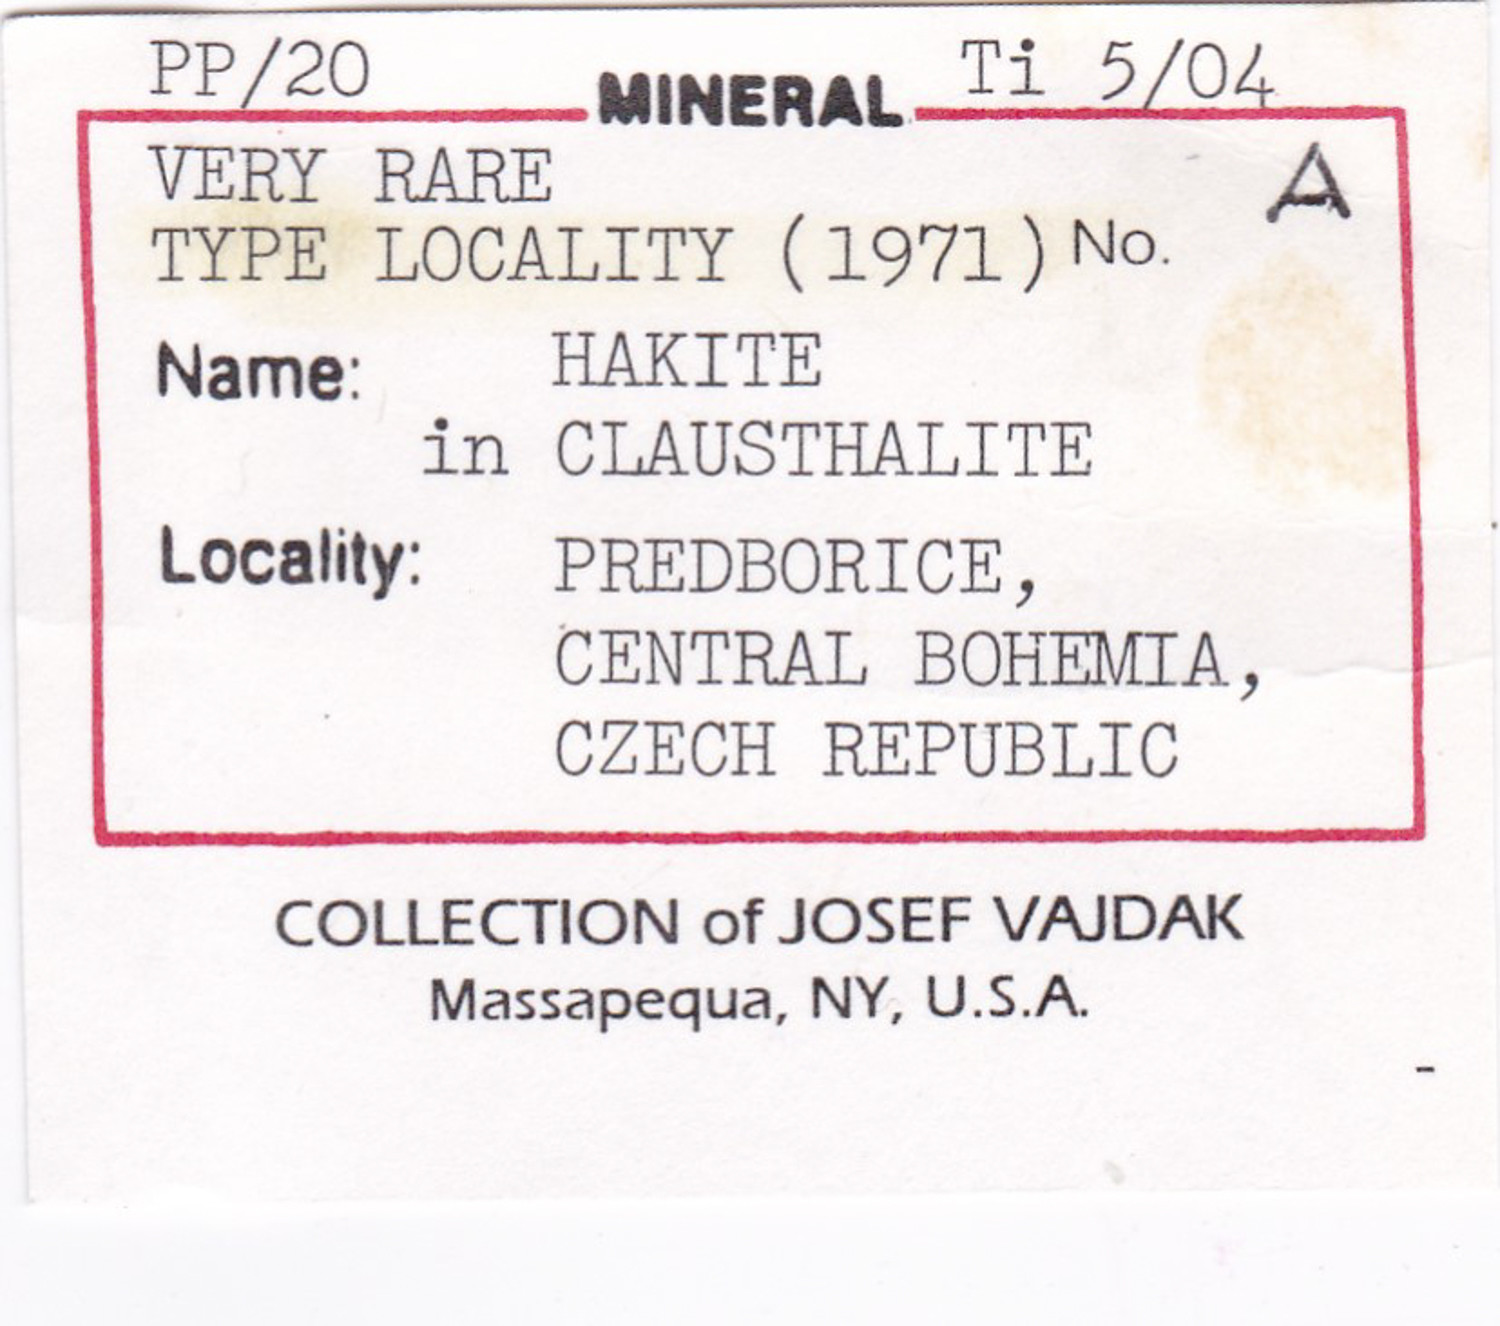 PP/20 MINERAL Ti 5/04
VERY RARE A
TYPE LOCALITY (1971) No.
Name: HAKITE
in CLAUSTHALITE
Locality: PREDBORICE,
CENTRAL BOHEMIA,
CZECH REPUBLIC
COLLECTION of JOSEF VAJDAK
Massapequa, NY, U.S.A.
-